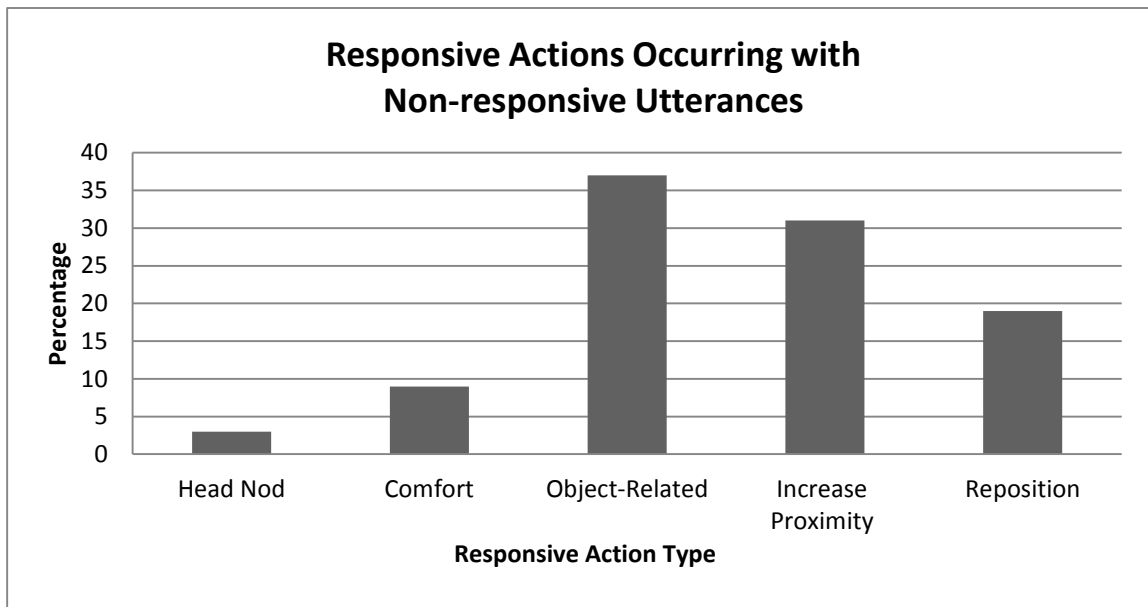 Responsive Actions Occurring with
Non-responsive Utterances
40
35
30
25
20
15
10
5
0
Percentage
Head Nod
Comfort
Object-Related
Increase
Proximity
Reposition
Responsive Action Type